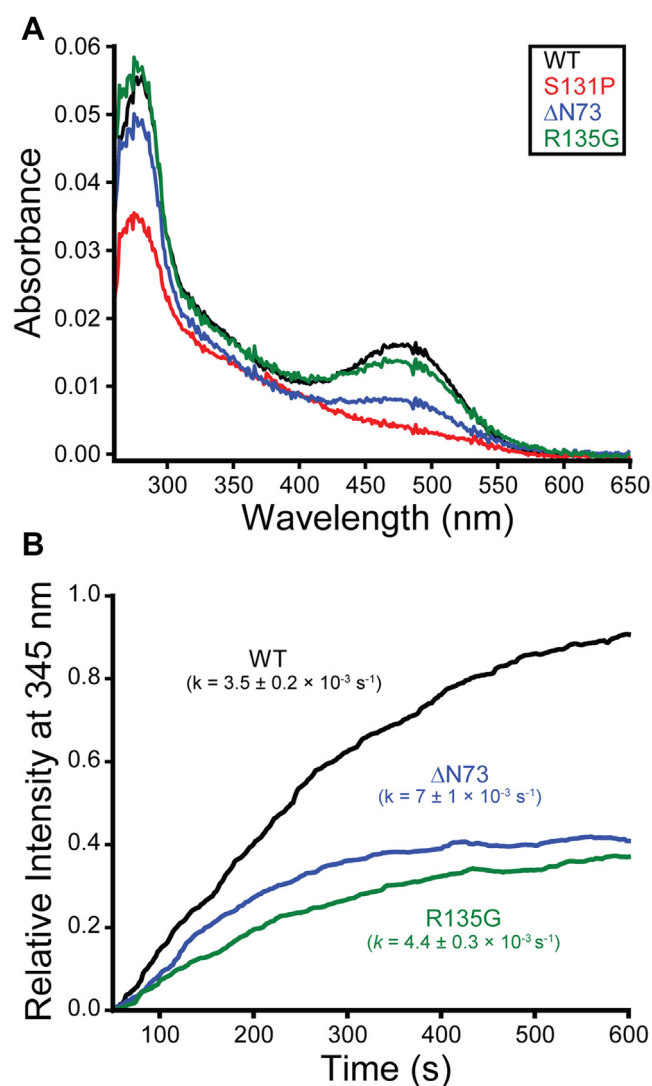 A
0.06
0.05
0.04
0.03
0.02
0.01
0.00
Absorbance
WT
S131P
ΔN73
R135G
300 350 400 450 500 550 600 650
Wavelength (nm)
B
1.0
0.8
0.6
0.4
0.2
0.0
Relative Intensity at 345 nm
WT
(k = 3.5 ± 0.2 × 10⁻³ s⁻¹)
ΔN73
(k = 7 ± 1 × 10⁻³ s⁻¹)
R135G
(k = 4.4 ± 0.3 × 10⁻³ s⁻¹)
100 200 300 400 500 600
Time (s)